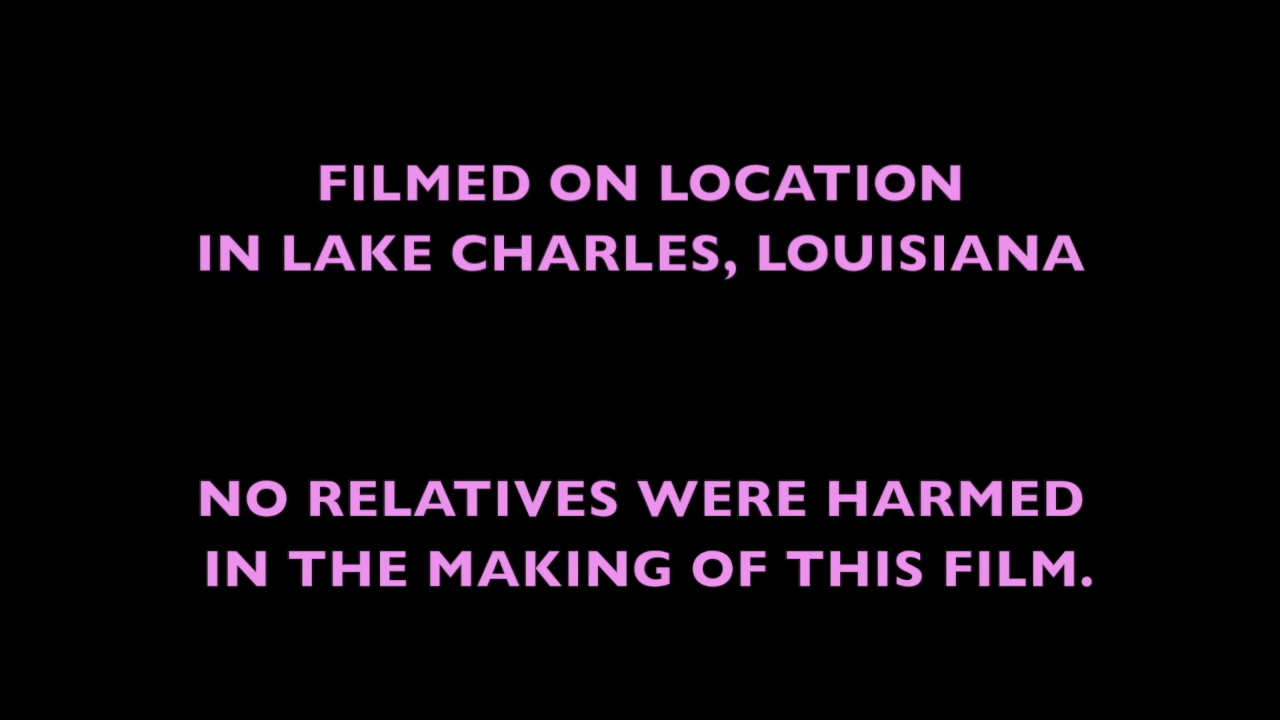 FILMED ON LOCATION
IN LAKE CHARLES, LOUISIANA
NO RELATIVES WERE HARMED
IN THE MAKING OF THIS FILM.